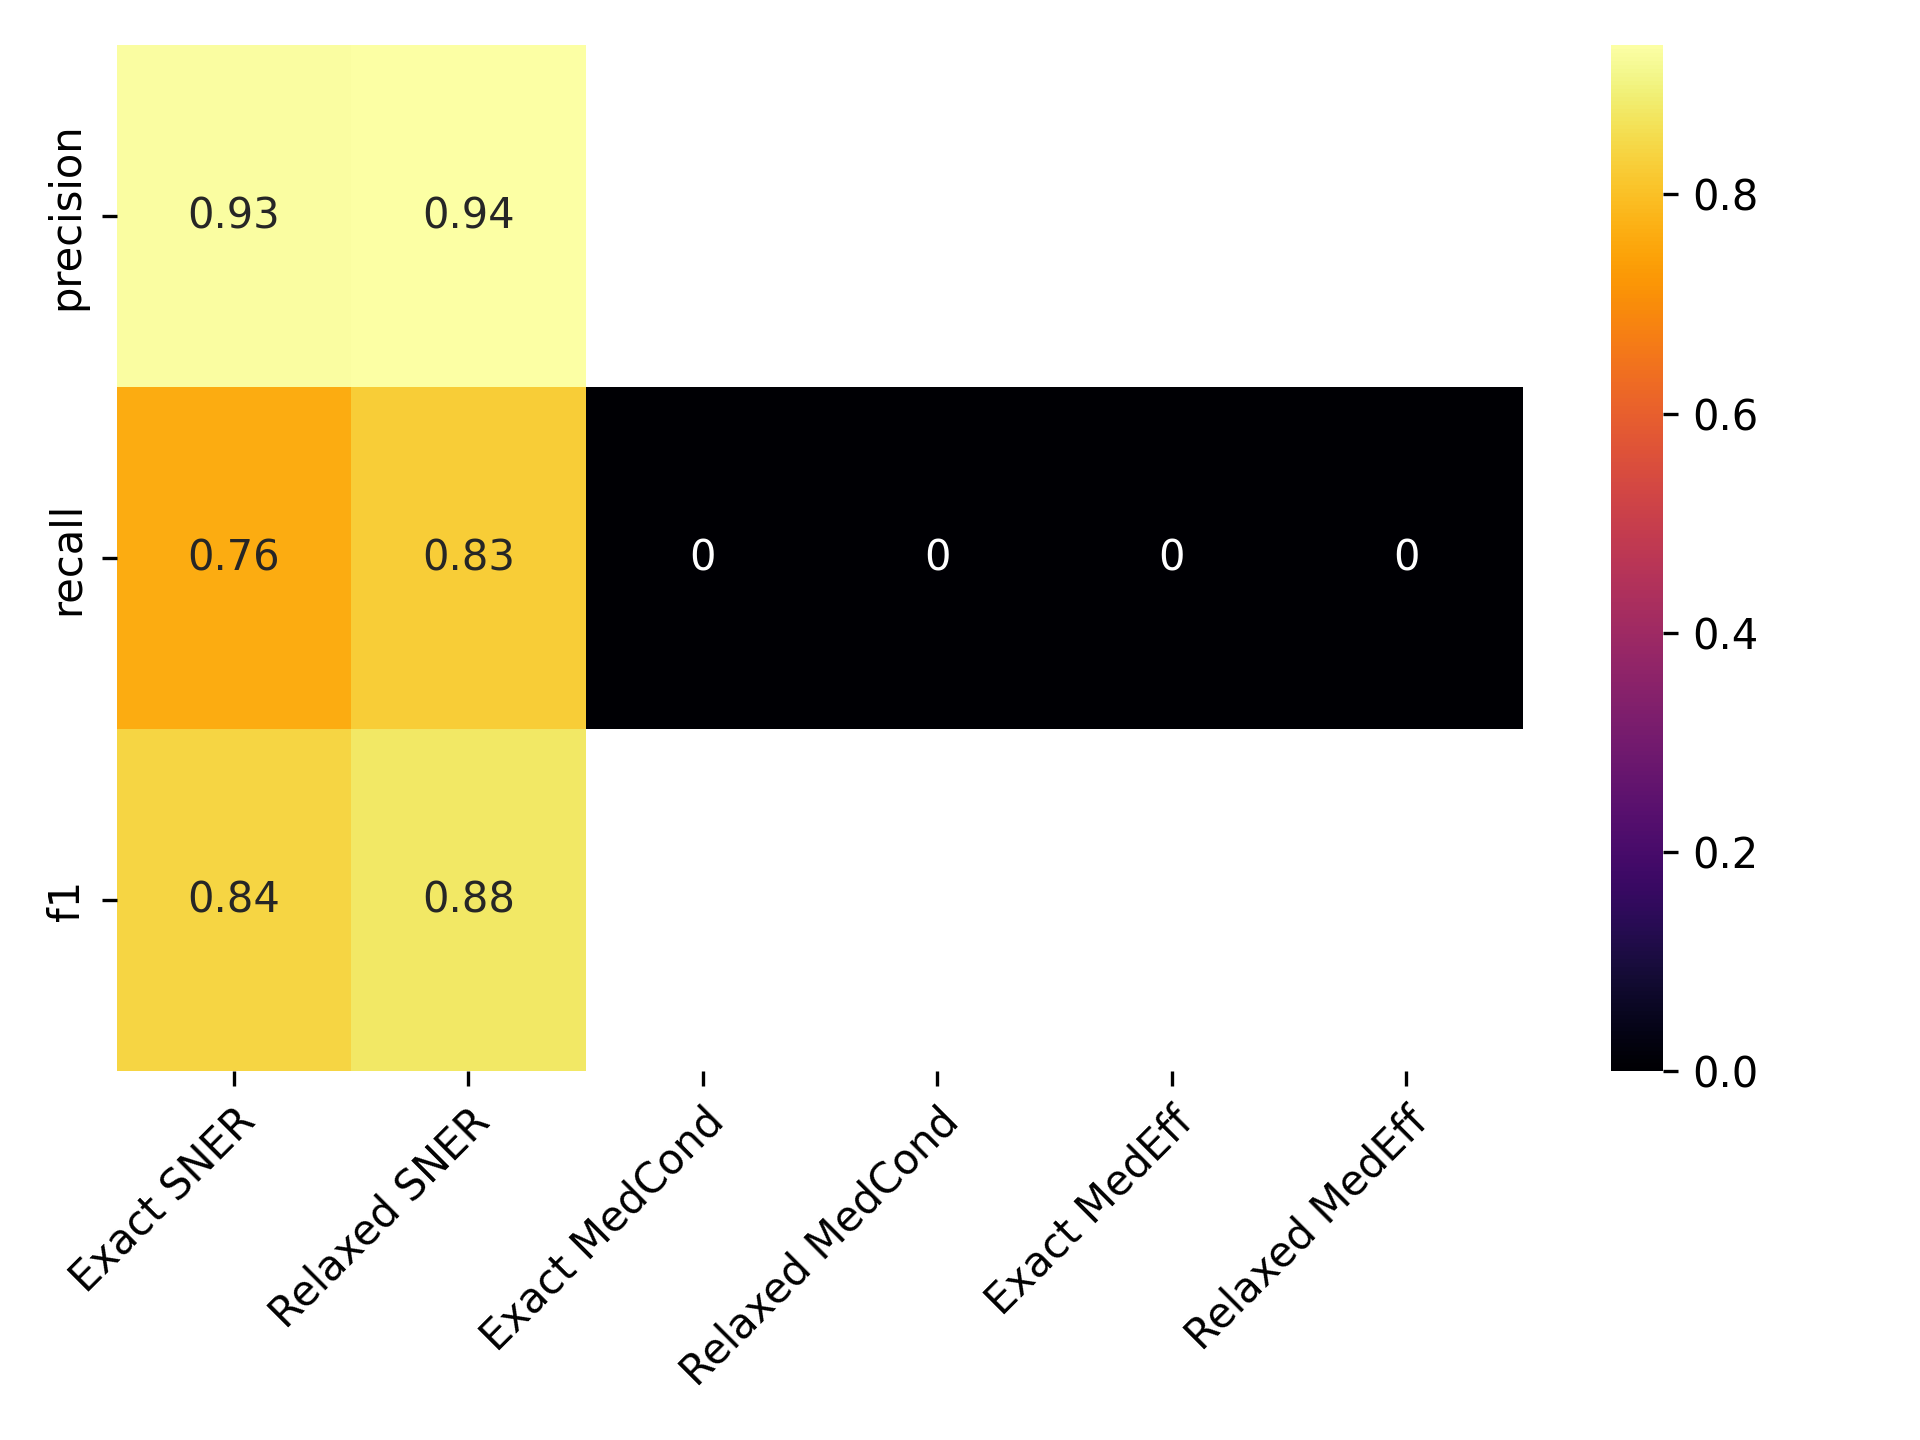 precision
0.93 0.94
recall
0.76 0.83 0 0 0 0
f1
0.84 0.88
Exact SNER
Relaxed SNER
Exact MedCond
Relaxed MedCond
Exact MedEff
Relaxed MedEff
0.8
0.6
0.4
0.2
0.0